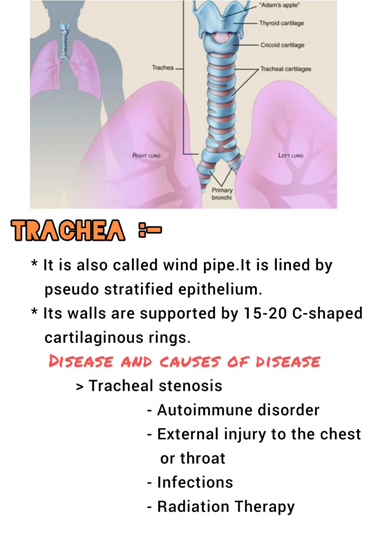 "Adam's apple"
Thyroid cartilage
Cricoid cartilage
Trachea
Tracheal cartilages
RIGHT LUNG
LEFT LUNG
Primary
bronchi
TRACHEA :-
* It is also called wind pipe.It is lined by
pseudo stratified epithelium.
* Its walls are supported by 15-20 C-shaped
cartilaginous rings.
DISEASE AND CAUSES OF DISEASE
> Tracheal stenosis
- Autoimmune disorder
- External injury to the chest
or throat
- Infections
- Radiation Therapy